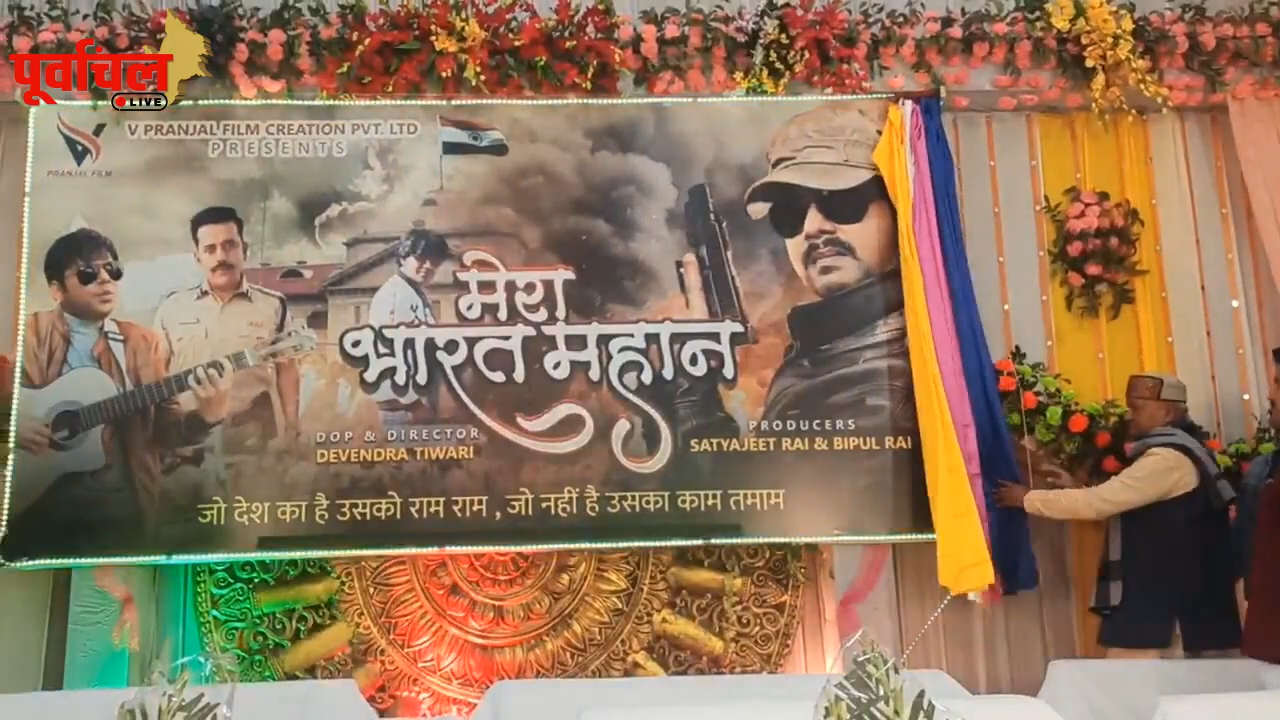 पूर्वांचल
LIVE
V PRANJAL FILM CREATION PVT. LTD
PRESENTS
PRANJAL FILM
मेरा
भारत महान
DOP & DIRECTOR
DEVENDRA TIWARI
PRODUCERS
SATYAJEET RAI & BIPUL RAI
जो देश का है उसको राम राम , जो नहीं है उसका काम तमाम